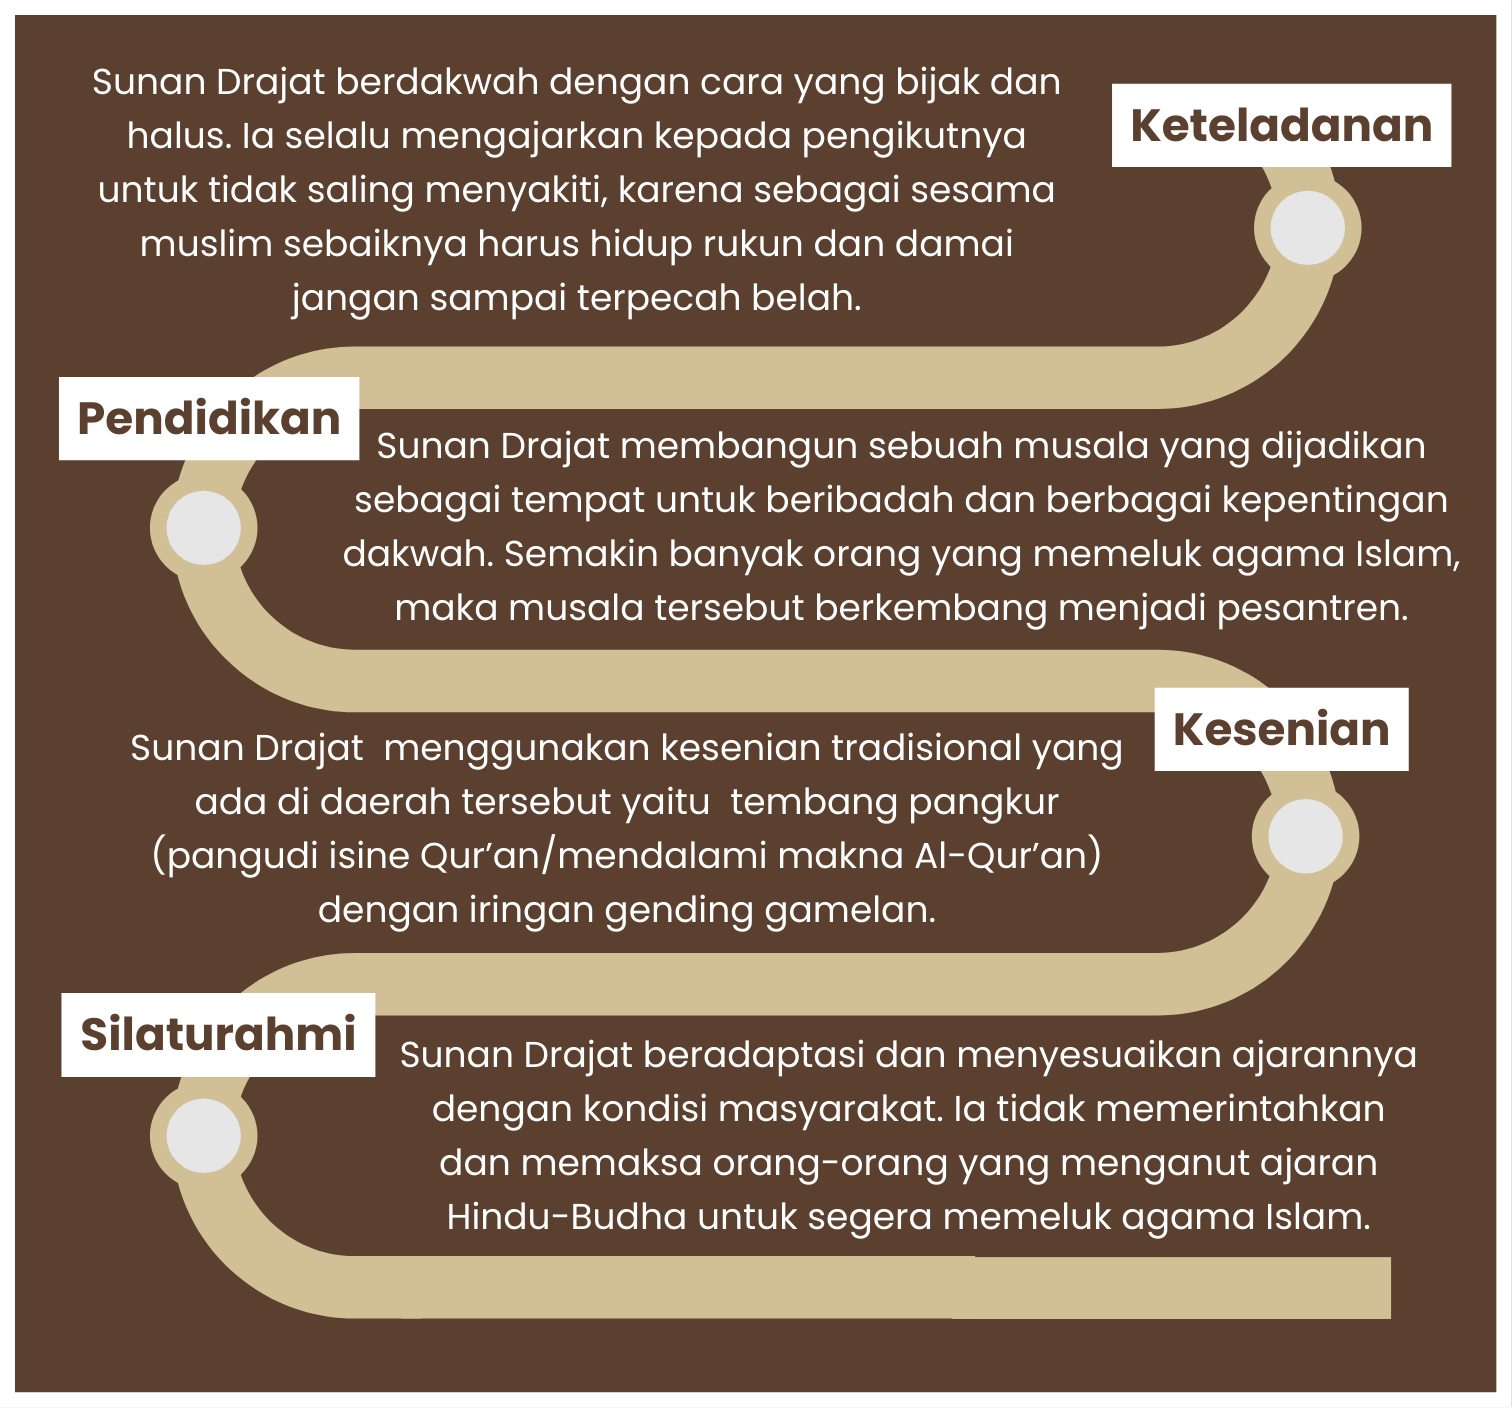 Keteladanan
Sunan Drajat berdakwah dengan cara yang bijak dan
halus. Ia selalu mengajarkan kepada pengikutnya
untuk tidak saling menyakiti, karena sebagai sesama
muslim sebaiknya harus hidup rukun dan damai
jangan sampai terpecah belah.
Pendidikan
Sunan Drajat membangun sebuah musala yang dijadikan
sebagai tempat untuk beribadah dan berbagai kepentingan
dakwah. Semakin banyak orang yang memeluk agama Islam,
maka musala tersebut berkembang menjadi pesantren.
Kesenian
Sunan Drajat  menggunakan kesenian tradisional yang
ada di daerah tersebut yaitu  tembang pangkur
(pangudi isine Qur’an/mendalami makna Al-Qur’an)
dengan iringan gending gamelan.
Silaturahmi
Sunan Drajat beradaptasi dan menyesuaikan ajarannya
dengan kondisi masyarakat. Ia tidak memerintahkan
dan memaksa orang-orang yang menganut ajaran
Hindu-Budha untuk segera memeluk agama Islam.